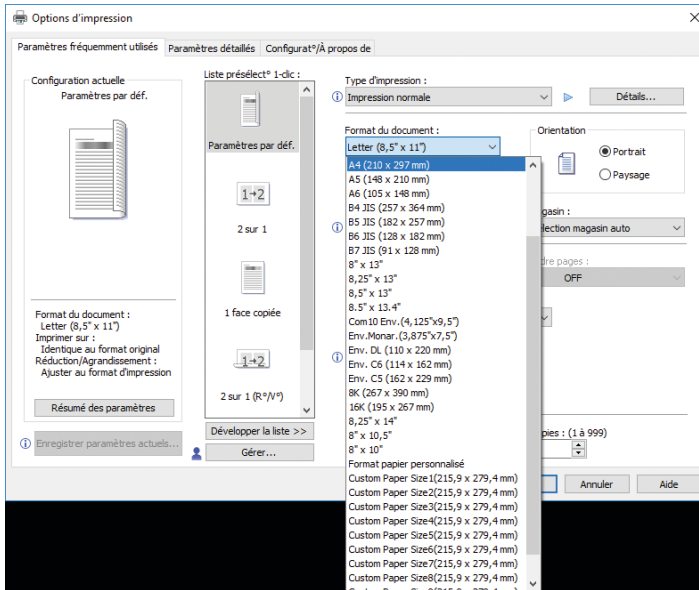 Options d'impression
Paramètres fréquemment utilisés
Paramètres détaillés
Configurat°/À propos de
Configuration actuelle
Paramètres par déf.
Format du document :
Letter (8,5" x 11")
Imprimer sur :
Identique au format original
Réduction/Agrandissement :
Ajuster au format d'impression
Résumé des paramètres
Enregistrer paramètres actuels...
Liste présélect° 1-clic :
Paramètres par déf.
1→2
2 sur 1
1 face copiée
1→2
2 sur 1 (R°/V°)
Développer la liste >>
Gérer...
Type d'impression :
Impression normale
Détails...
Format du document :
Letter (8,5" x 11")
A4 (210 x 297 mm)
A5 (148 x 210 mm)
A6 (105 x 148 mm)
B4 JIS (257 x 364 mm)
B5 JIS (182 x 257 mm)
B6 JIS (128 x 182 mm)
B7 JIS (91 x 128 mm)
8" x 13"
8,25" x 13"
8,5" x 13"
8.5" x 13.4"
Com10 Env.(4,125"x9,5")
Env.Monar.(3,875"x7,5")
Env. DL (110 x 220 mm)
Env. C6 (114 x 162 mm)
Env. C5 (162 x 229 mm)
8K (267 x 390 mm)
16K (195 x 267 mm)
8,25" x 14"
8" x 10,5"
8" x 10"
Format papier personnalisé
Custom Paper Size1(215,9 x 279,4 mm)
Custom Paper Size2(215,9 x 279,4 mm)
Custom Paper Size3(215,9 x 279,4 mm)
Custom Paper Size4(215,9 x 279,4 mm)
Custom Paper Size5(215,9 x 279,4 mm)
Custom Paper Size6(215,9 x 279,4 mm)
Custom Paper Size7(215,9 x 279,4 mm)
Custom Paper Size8(215,9 x 279,4 mm)
Orientation
Portrait
Paysage
gasin :
lection magasin auto
dre pages :
OFF
pies : (1 à 999)
Annuler
Aide